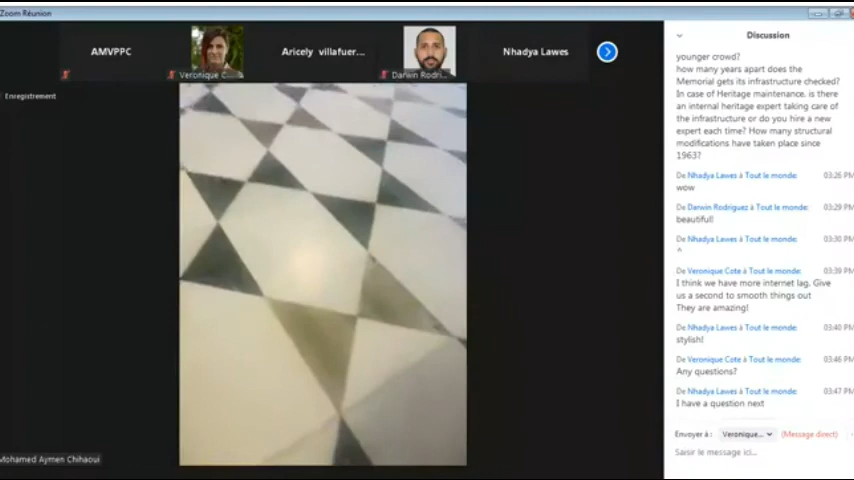 Zoom Réunion
AMVPPC
Veronique C...
Aricely villafuer...
Darwin Rodri...
Nhadya Lawes
Enregistrement
Mohamed Aymen Chihaoui
Discussion
younger crowd?
how many years apart does the
Memorial gets its infrastructure checked?
In case of Heritage maintenance. is there
an internal heritage expert taking care of
the infrastructure or do you hire a new
expert each time? How many structural
modifications have taken place since
1963?
De Nhadya Lawes à Tout le monde: 03:26 PM
wow
De Darwin Rodriguez à Tout le monde: 03:29 PM
beautiful!
De Nhadya Lawes à Tout le monde: 03:30 PM
^
De Veronique Cote à Tout le monde: 03:39 PM
I think we have more internet lag. Give
us a second to smooth things out
They are amazing!
De Nhadya Lawes à Tout le monde: 03:40 PM
stylish!
De Veronique Cote à Tout le monde: 03:46 PM
Any questions?
De Nhadya Lawes à Tout le monde: 03:47 PM
I have a question next
Envoyer à : Veronique... (Message direct)
Saisir le message ici...